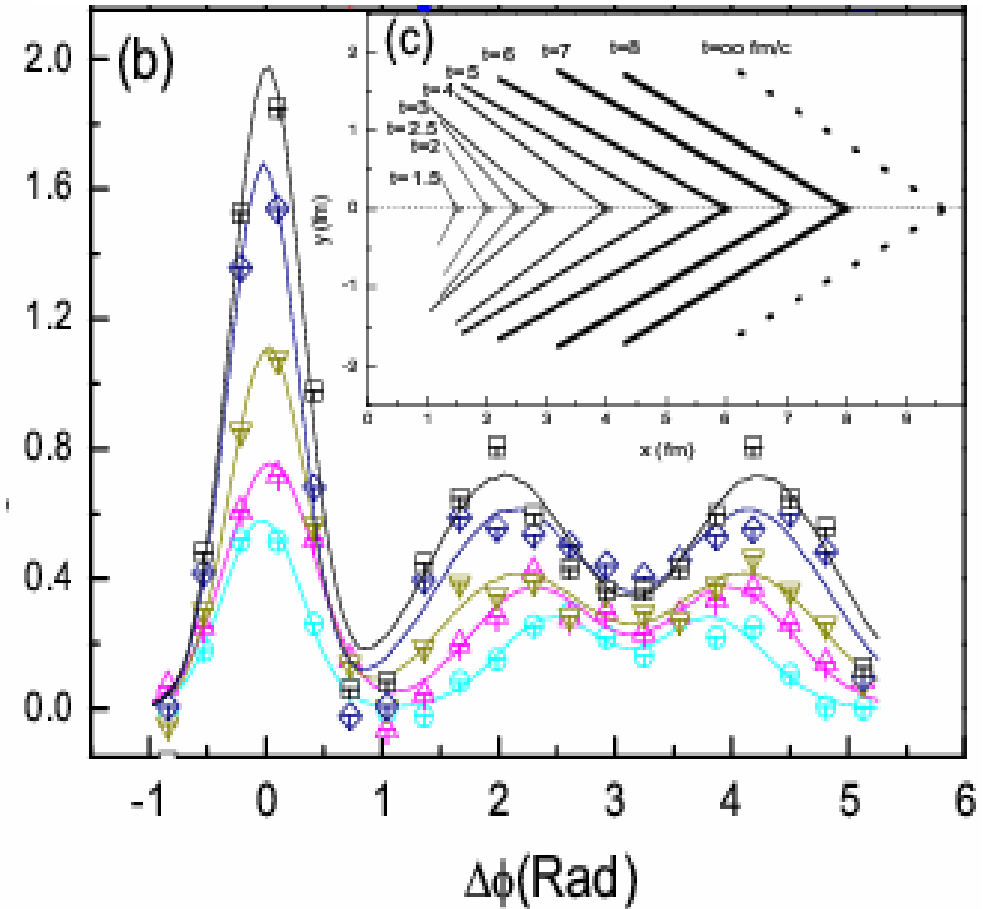 2.0
1.6
1.2
0.8
0.4
0.0
(b)
(c)
t=1.5
t=2
t=2.5
t=3
t=4
t=5
t=6
t=7
t=8
t=∞ fm/c
2
1
0
-1
-2
y(fm)
0 1 2 3 4 5 6 7 8 9
x (fm)
-1 0 1 2 3 4 5 6
Δϕ(Rad)